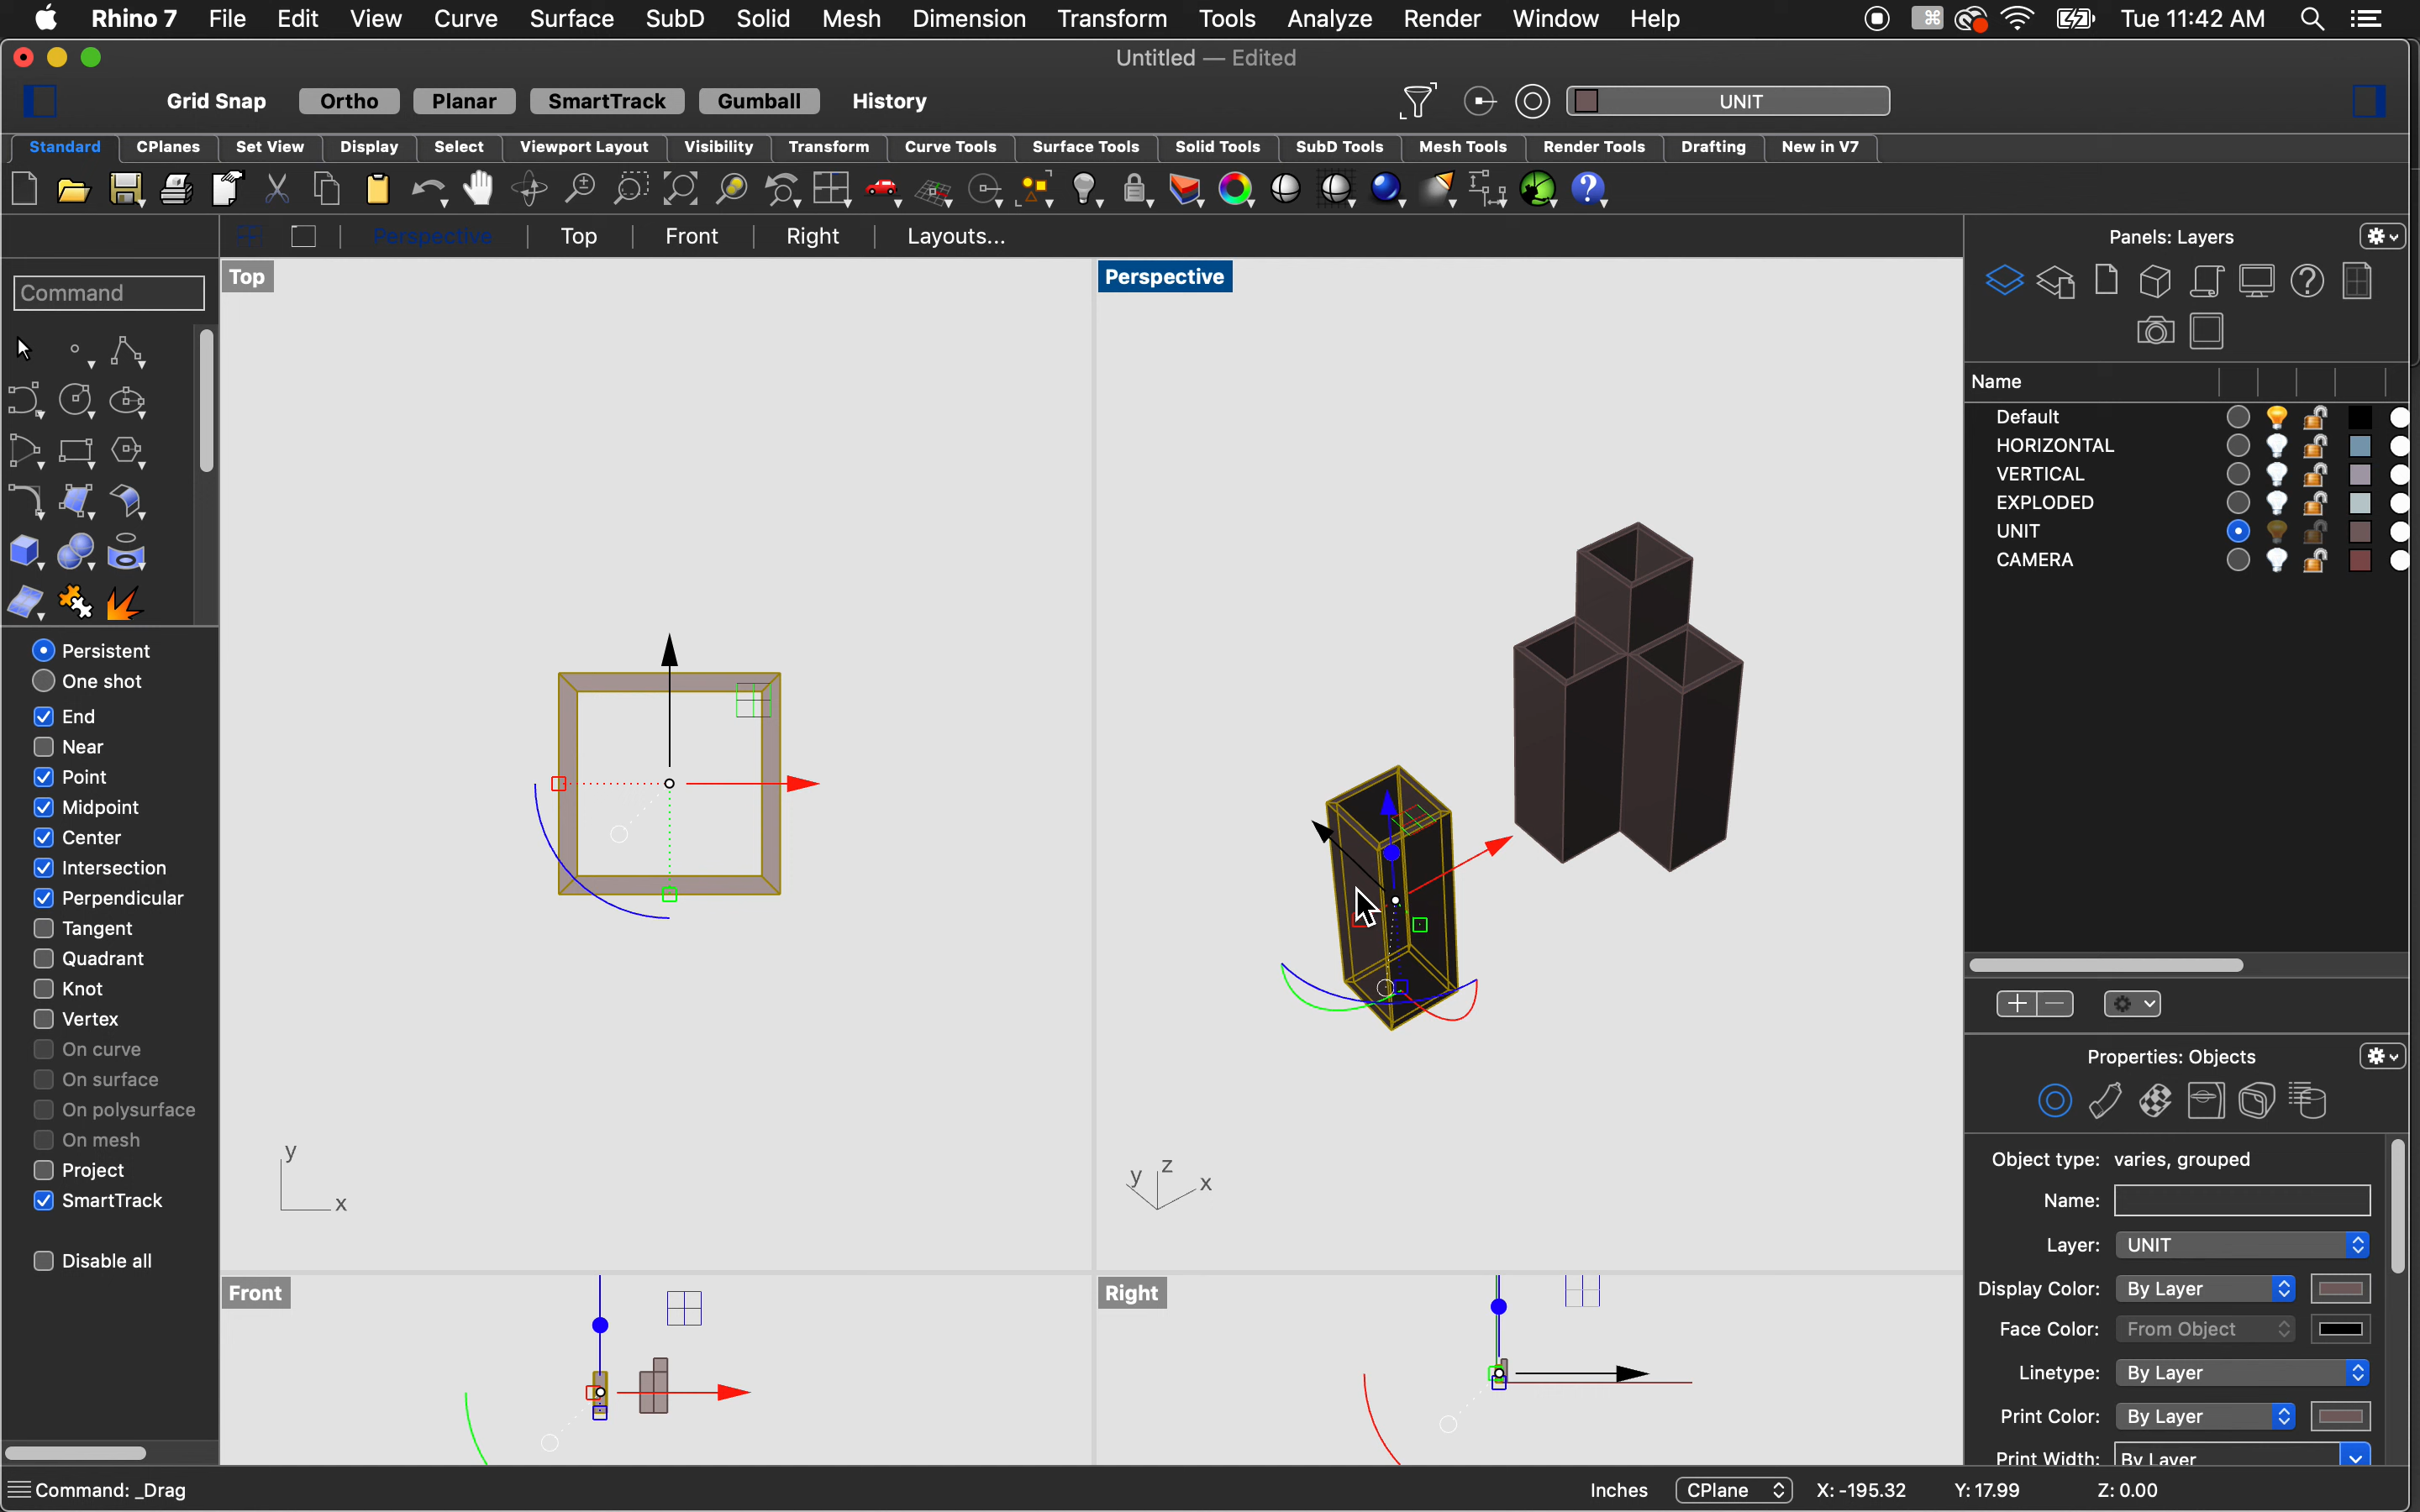 Rhino 7 File Edit View Curve Surface SubD Solid Mesh Dimension Transform Tools Analyze Render Window Help Tue 11:42 AM
Untitled — Edited
Grid Snap Ortho Planar SmartTrack Gumball History UNIT
Standard CPlanes Set View Display Select Viewport Layout Visibility Transform Curve Tools Surface Tools Solid Tools SubD Tools Mesh Tools Render Tools Drafting New in V7
Perspective Top Front Right Layouts...
Panels: Layers
Command
Top
Perspective
Name
Default
HORIZONTAL
VERTICAL
EXPLODED
UNIT
CAMERA
Persistent
One shot
End
Near
Point
Midpoint
Center
Intersection
Perpendicular
Tangent
Quadrant
Knot
Vertex
On curve
On surface
On polysurface
On mesh
Project
SmartTrack
Disable all
y
x
y z x
Front
Right
Properties: Objects
Object type: varies, grouped
Name:
Layer: UNIT
Display Color: By Layer
Face Color: From Object
Linetype: By Layer
Print Color: By Layer
Print Width: By Layer
Command: _Drag
Inches CPlane X: -195.32 Y: 17.99 Z: 0.00